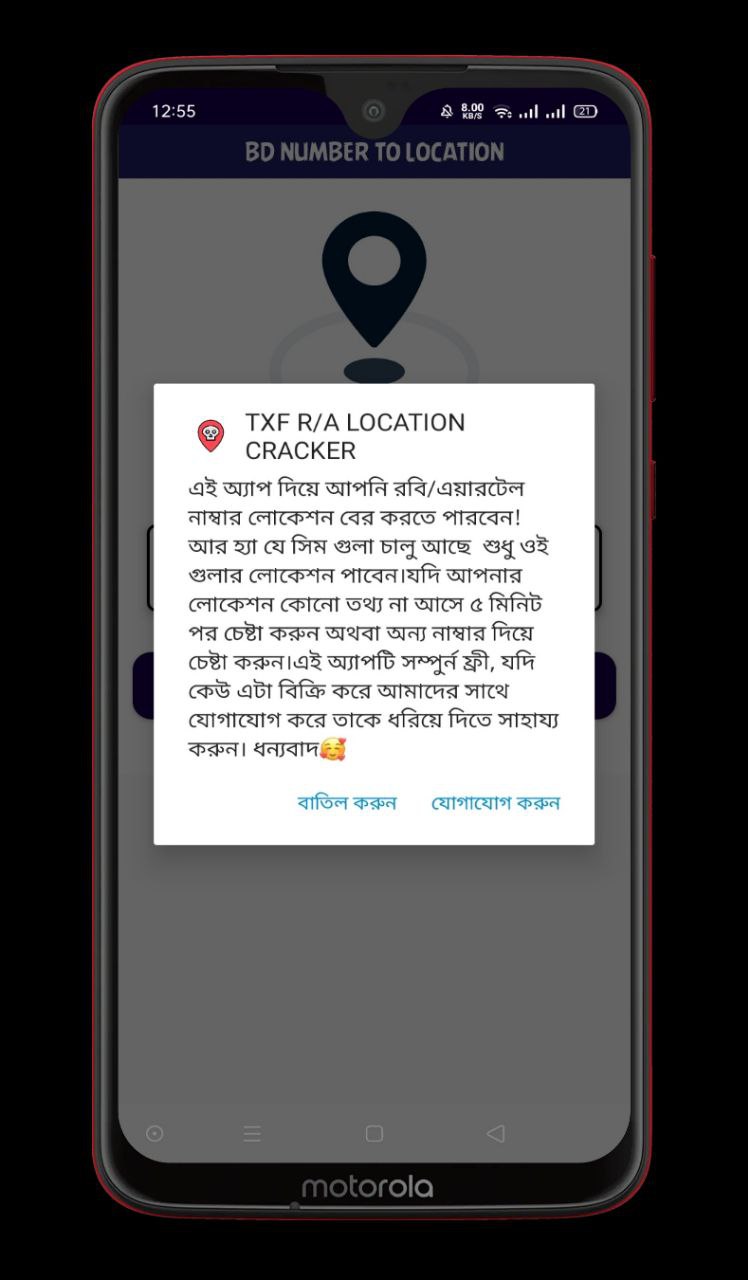 12:55
8.00
KB/S
21
BD NUMBER TO LOCATION
TXF R/A LOCATION
CRACKER
এই অ্যাপ দিয়ে আপনি রবি/এয়ারটেল
নাম্বার লোকেশন বের করতে পারবেন!
আর হ্যা যে সিম গুলা চালু আছে শুধু ওই
গুলার লোকেশন পাবেন।যদি আপনার
লোকেশন কোনো তথ্য না আসে ৫ মিনিট
পর চেষ্টা করুন অথবা অন্য নাম্বার দিয়ে
চেষ্টা করুন।এই অ্যাপটি সম্পুর্ন ফ্রী, যদি
কেউ এটা বিক্রি করে আমাদের সাথে
যোগাযোগ করে তাকে ধরিয়ে দিতে সাহায্য
করুন। ধন্যবাদ🥰
বাতিল করুন যোগাযোগ করুন
motorola